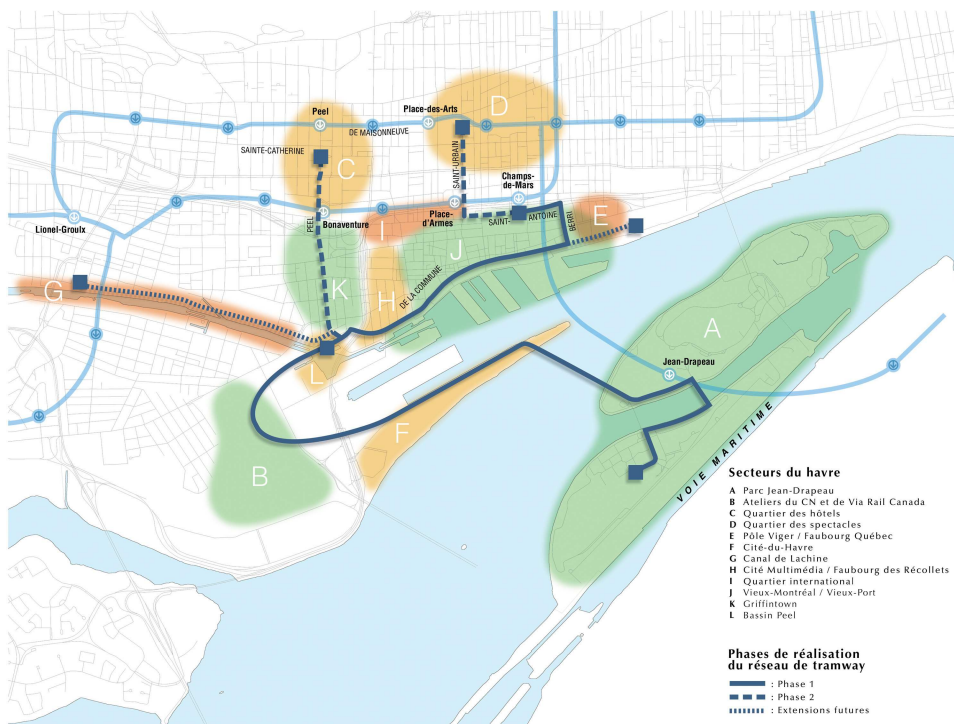 Peel
Place-des-Arts
D
DE MAISONNEUVE
SAINTE-CATHERINE
C
SAINT-URBAIN
Champs-
de-Mars
Lionel-Groulx
PEEL
Bonaventure
I
Place-
d'Armes
SAINT-
ANTOINE
BERRI
E
J
K
H
DE LA COMMUNE
G
L
A
Jean-Drapeau
F
B
VOIE MARITIME
Secteurs du havre
A Parc Jean-Drapeau
B Ateliers du CN et de Via Rail Canada
C Quartier des hôtels
D Quartier des spectacles
E Pôle Viger / Faubourg Québec
F Cité-du-Havre
G Canal de Lachine
H Cité Multimédia / Faubourg des Récollets
I Quartier international
J Vieux-Montréal / Vieux-Port
K Griffintown
L Bassin Peel
Phases de réalisation
du réseau de tramway
: Phase 1
: Phase 2
: Extensions futures